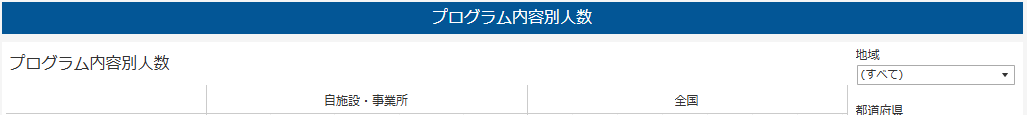 プログラム内容別人数
プログラム内容別人数
地域
(すべて)
自施設・事業所
全国
都道府県